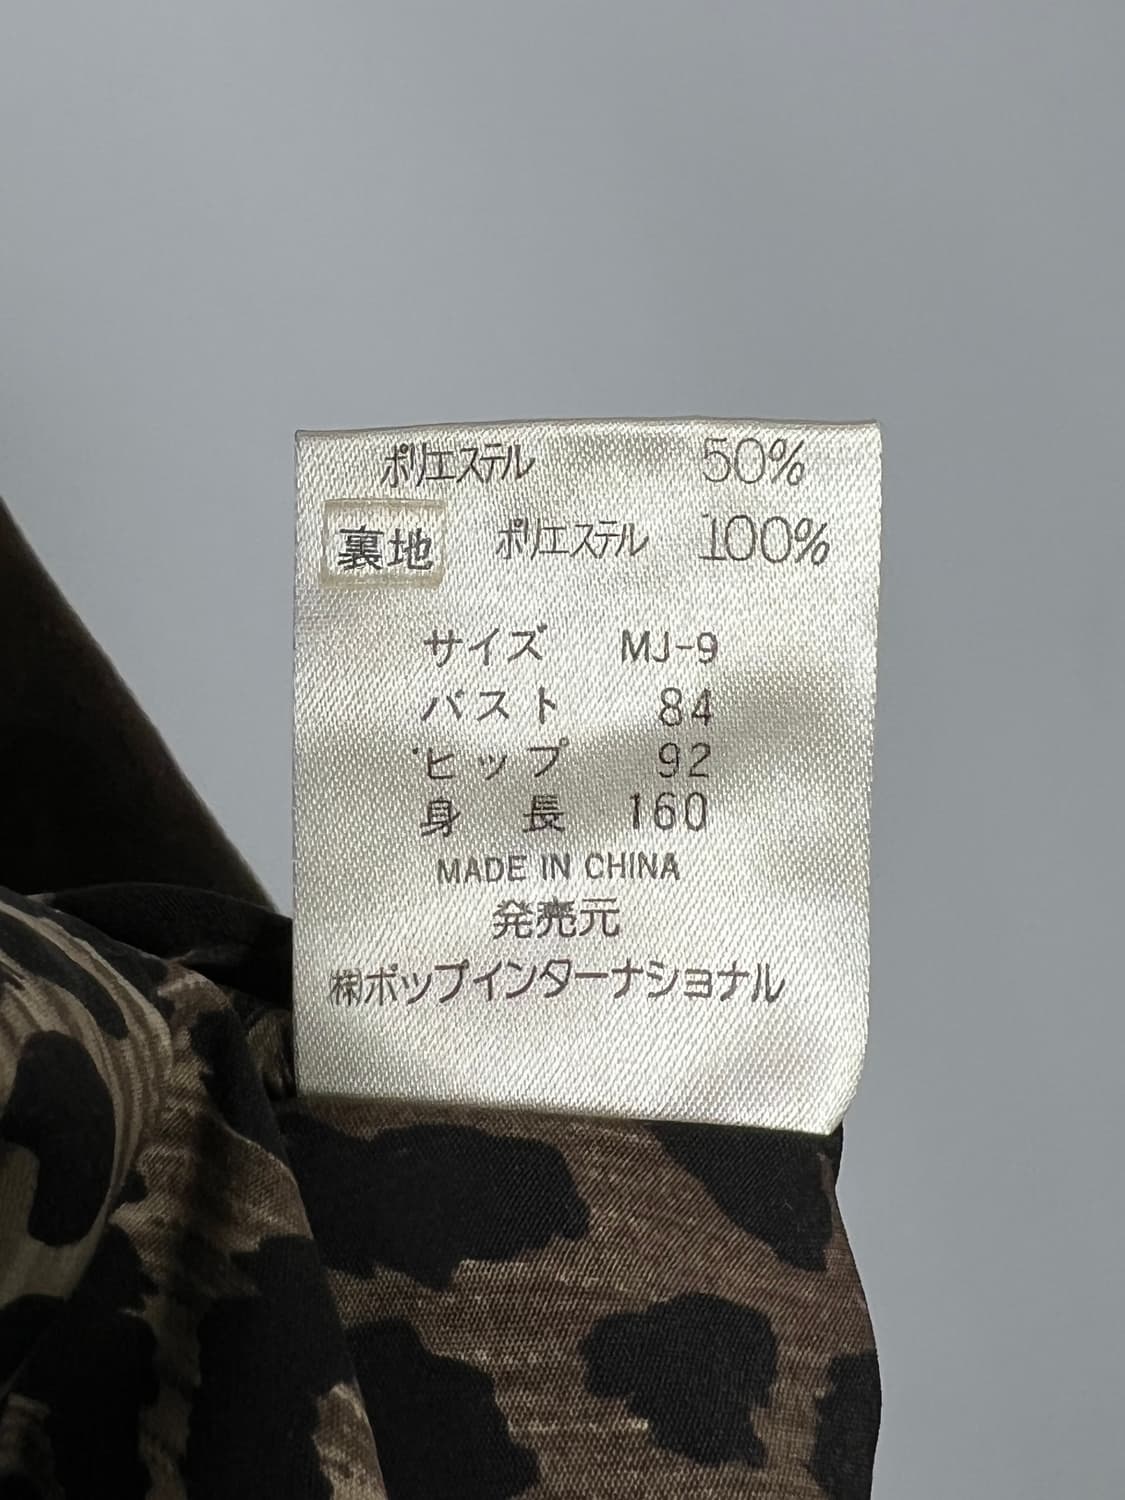 ポリエステル 50%
裏地 ポリエステル 100%
サイズ MJ-9
バスト 84
ヒップ 92
身長 160
MADE IN CHINA
発売元
㈱ポップインターナショナル